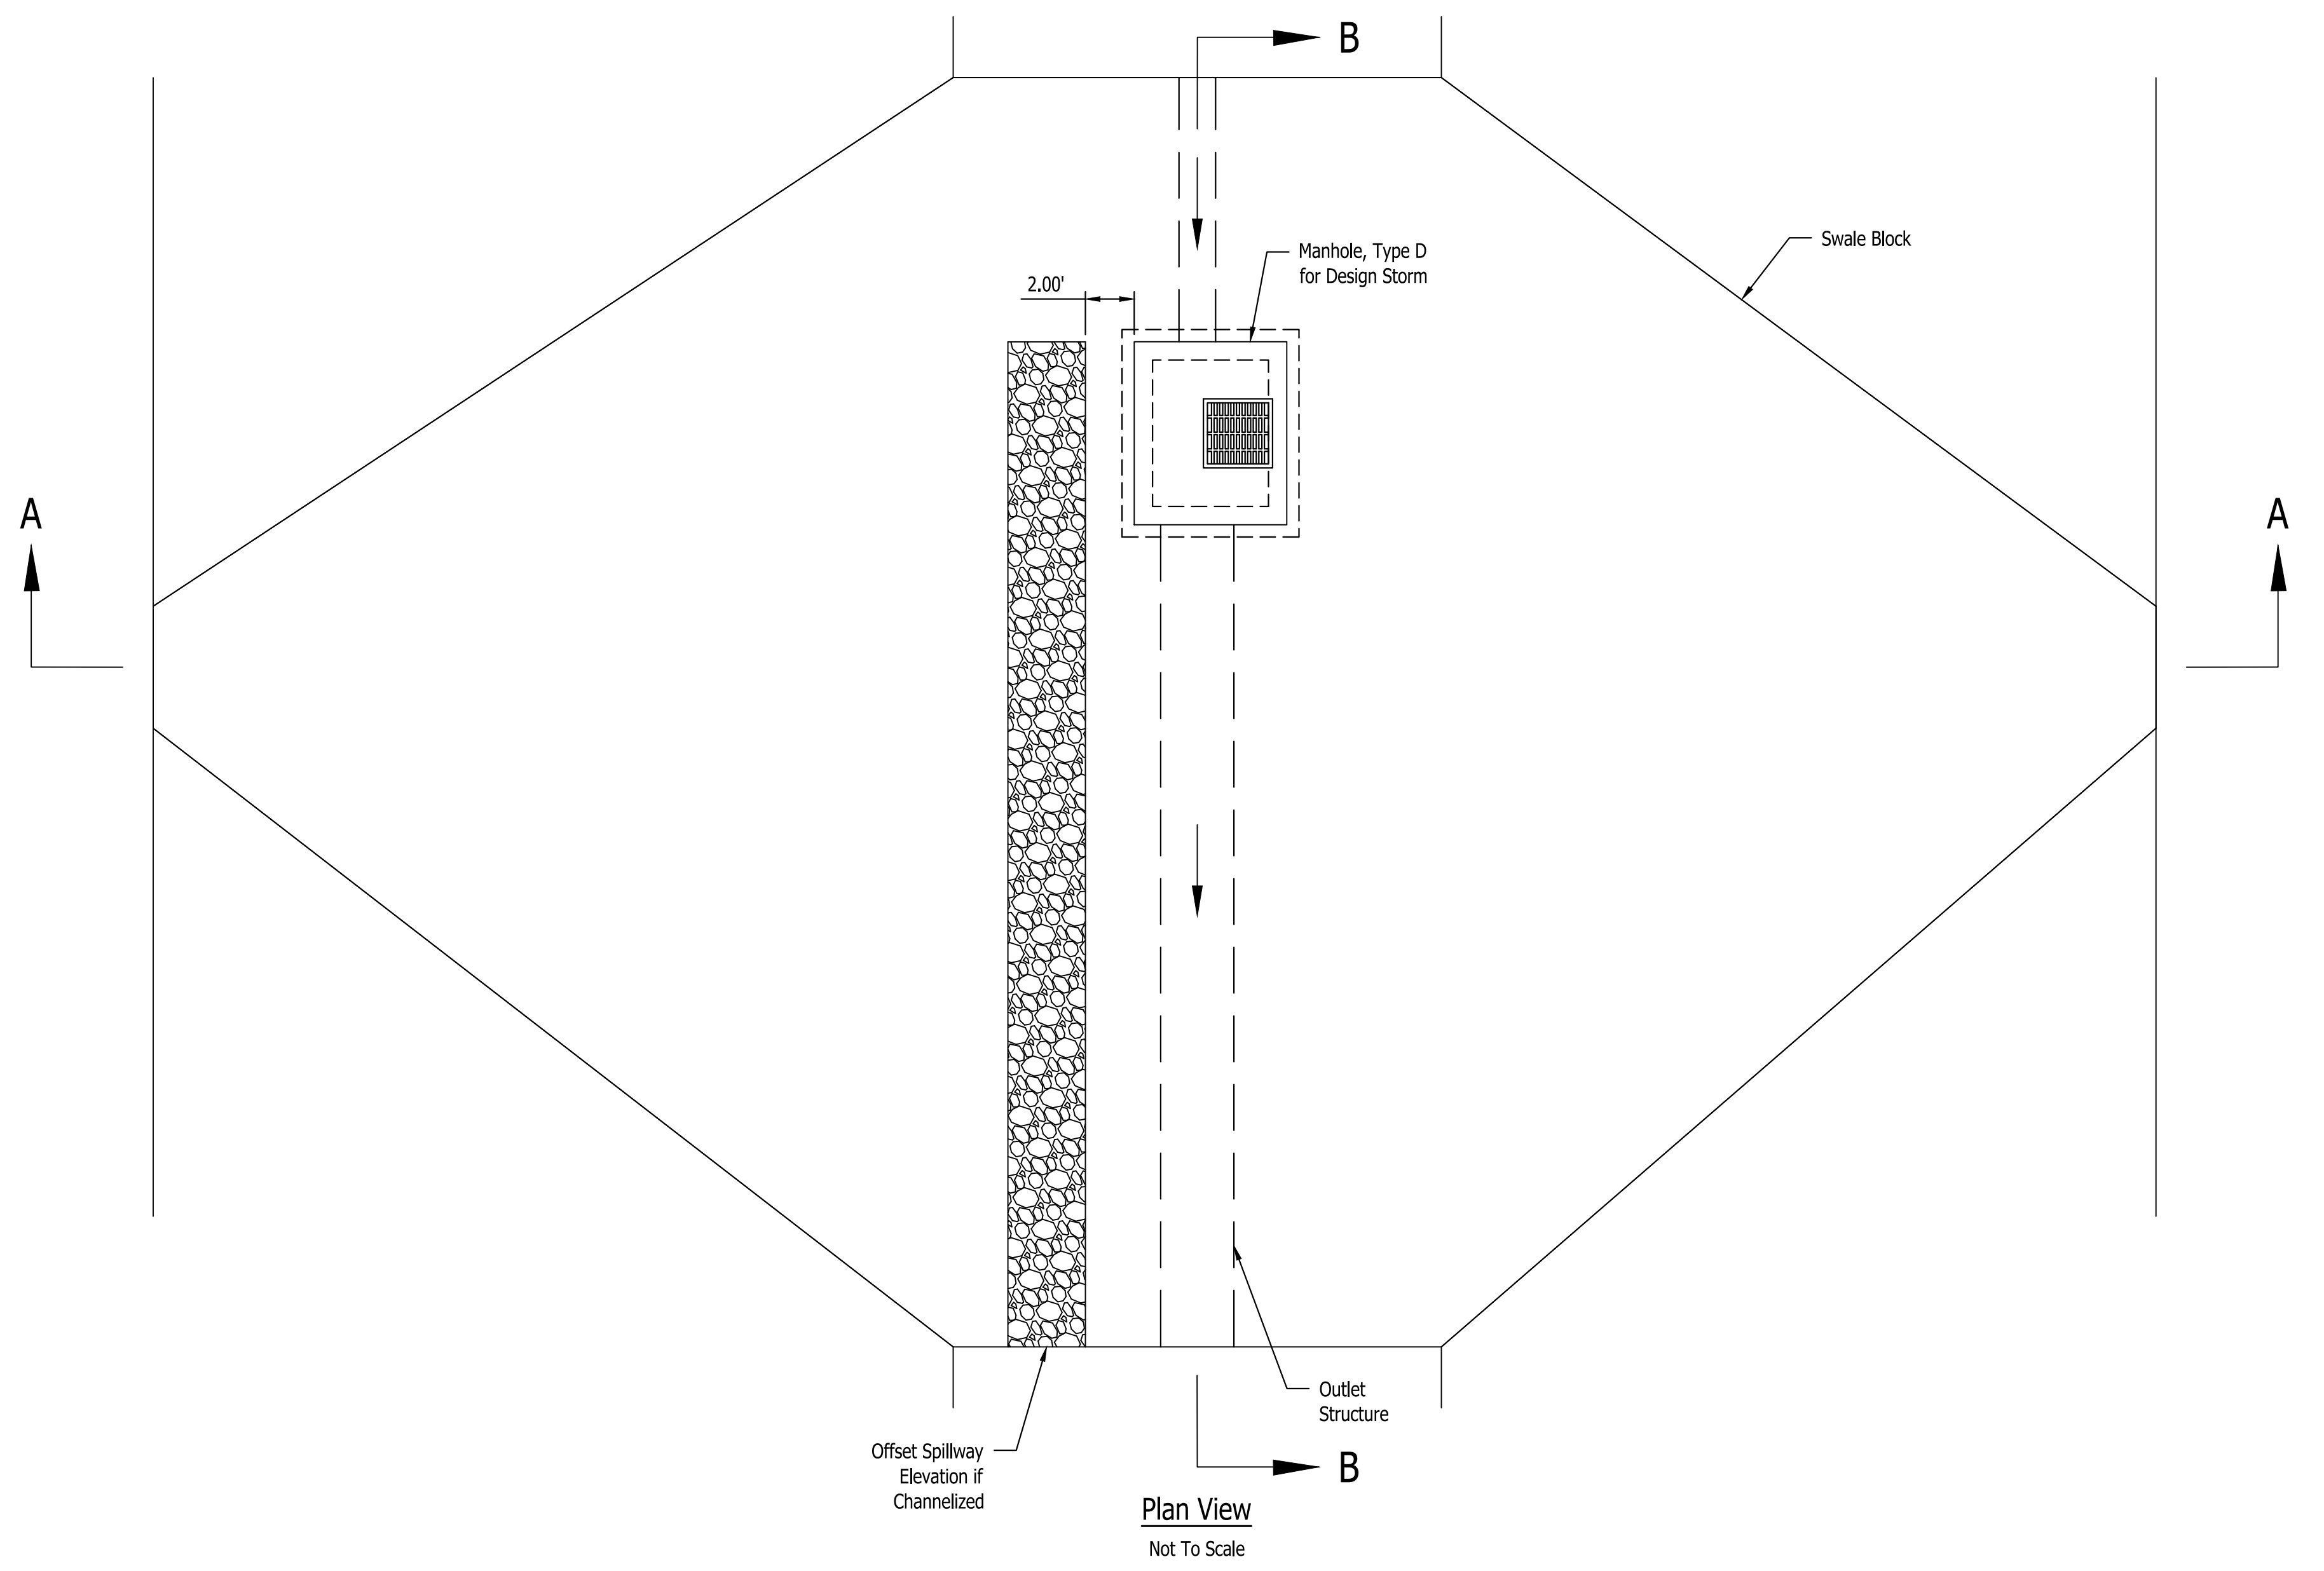 B
Manhole, Type D
for Design Storm
Swale Block
2.00'
A
A
Outlet
Structure
Offset Spillway
Elevation if
Channelized
B
Plan View
Not To Scale